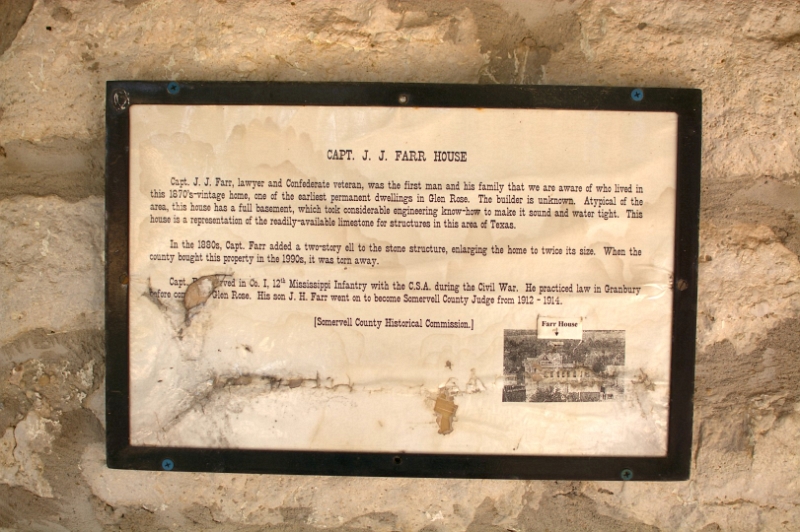 CAPT. J. J. FARR HOUSE
Capt. J. J. Farr, lawyer and Confederate veteran, was the first man and his family that we are aware of who lived in
this 1870's-vintage home, one of the earliest permanent dwellings in Glen Rose. The builder is unknown. Atypical of the
area, this house has a full basement, which took considerable engineering know-how to make it sound and water tight. This
house is a representation of the readily-available limestone for structures in this area of Texas.
In the 1880s, Capt. Farr added a two-story ell to the stone structure, enlarging the home to twice its size. When the
county bought this property in the 1990s, it was torn away.
Capt. served in Co. I, 12th Mississippi Infantry with the C.S.A. during the Civil War. He practiced law in Granbury
before Glen Rose. His son J. H. Farr went on to become Somervell County Judge from 1912 - 1914.
[Somervell County Historical Commission.]
Farr House